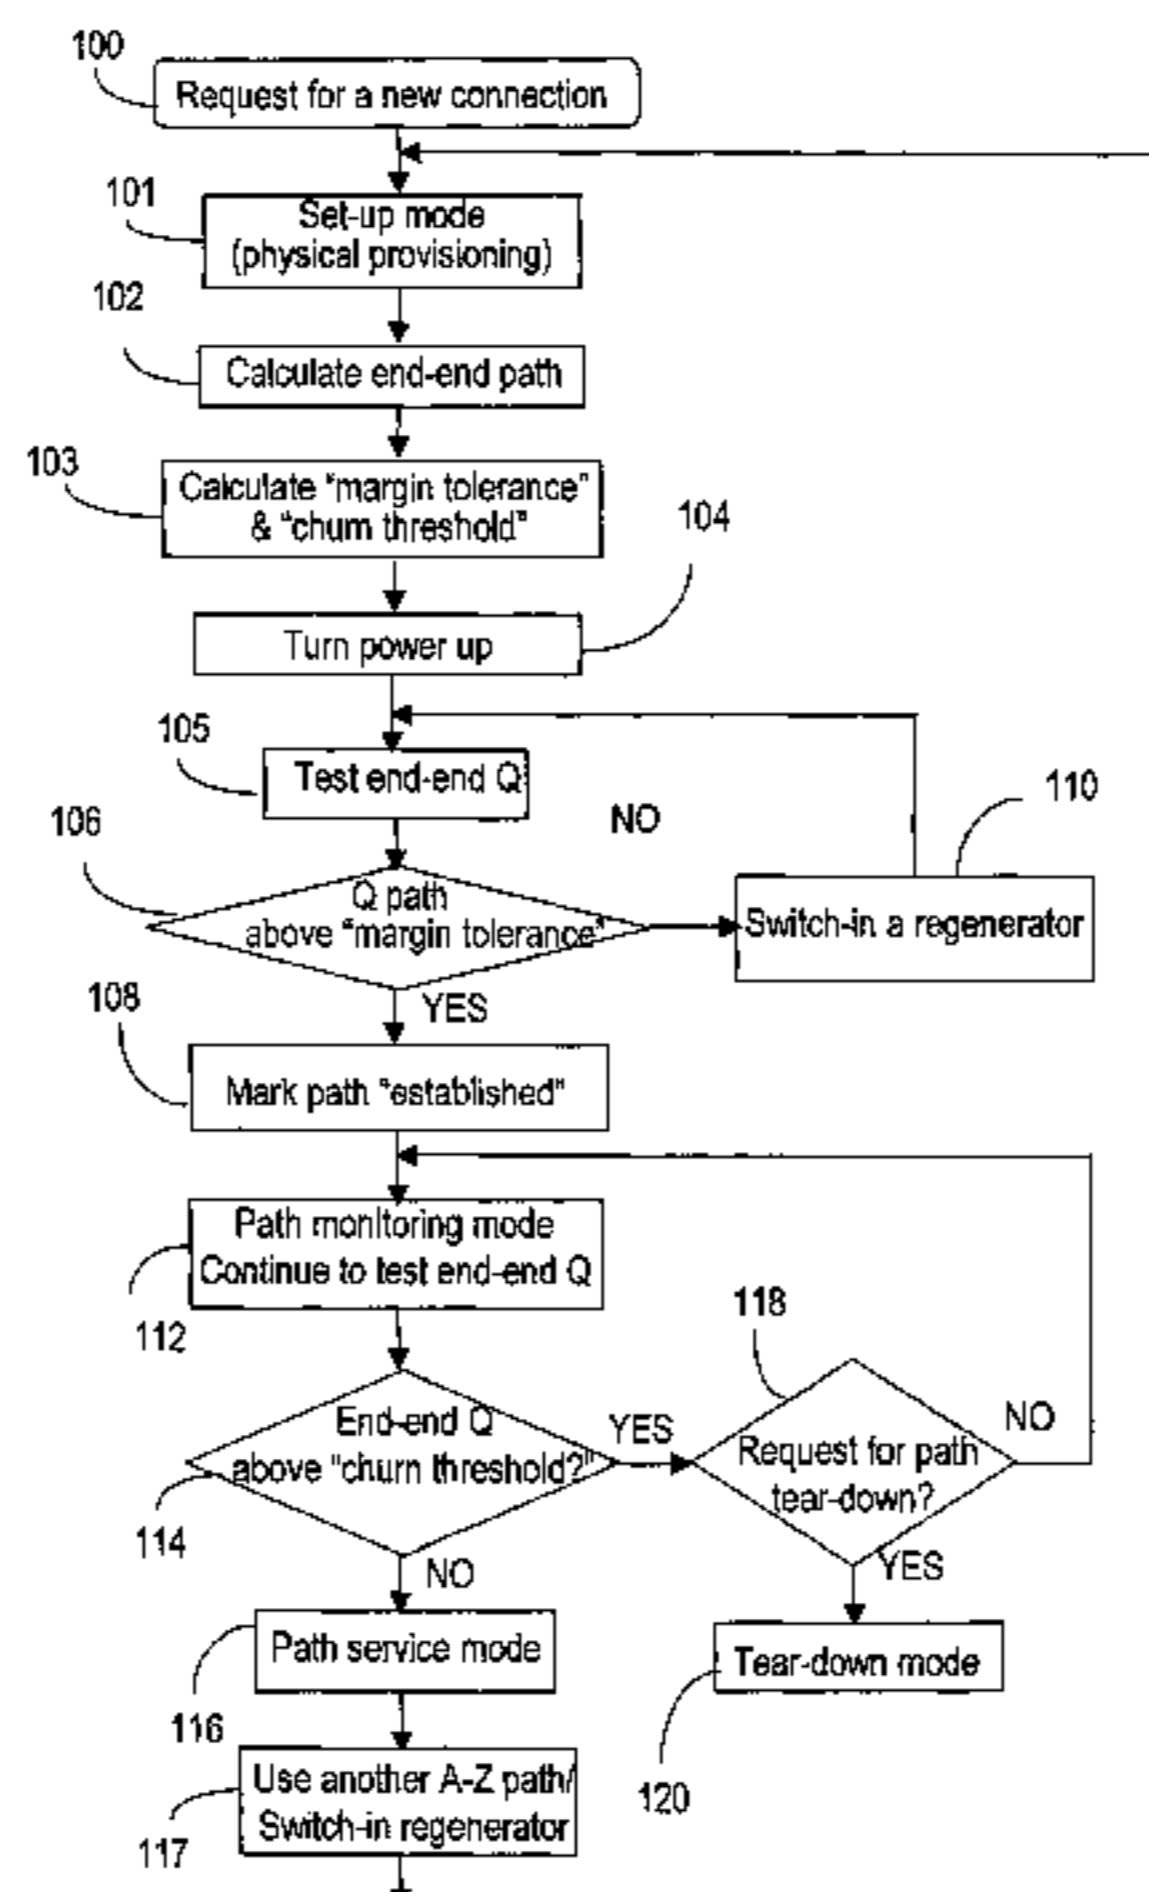 100
Request for a new connection
101
Set-up mode
(physical provisioning)
102
Calculate end-end path
103
Calculate "margin tolerance"
& "churn threshold"
104
Turn power up
105
Test end-end Q
NO
110
106
Q path
above "margin tolerance"
Switch-in a regenerator
YES
108
Mark path "established"
Path monitoring mode
Continue to test end-end Q
112
118
End-end Q
above "churn threshold?"
YES
Request for path
tear-down?
NO
114
NO
YES
Path service mode
116
Tear-down mode
120
Use another A-Z path/
Switch-in regenerator
117